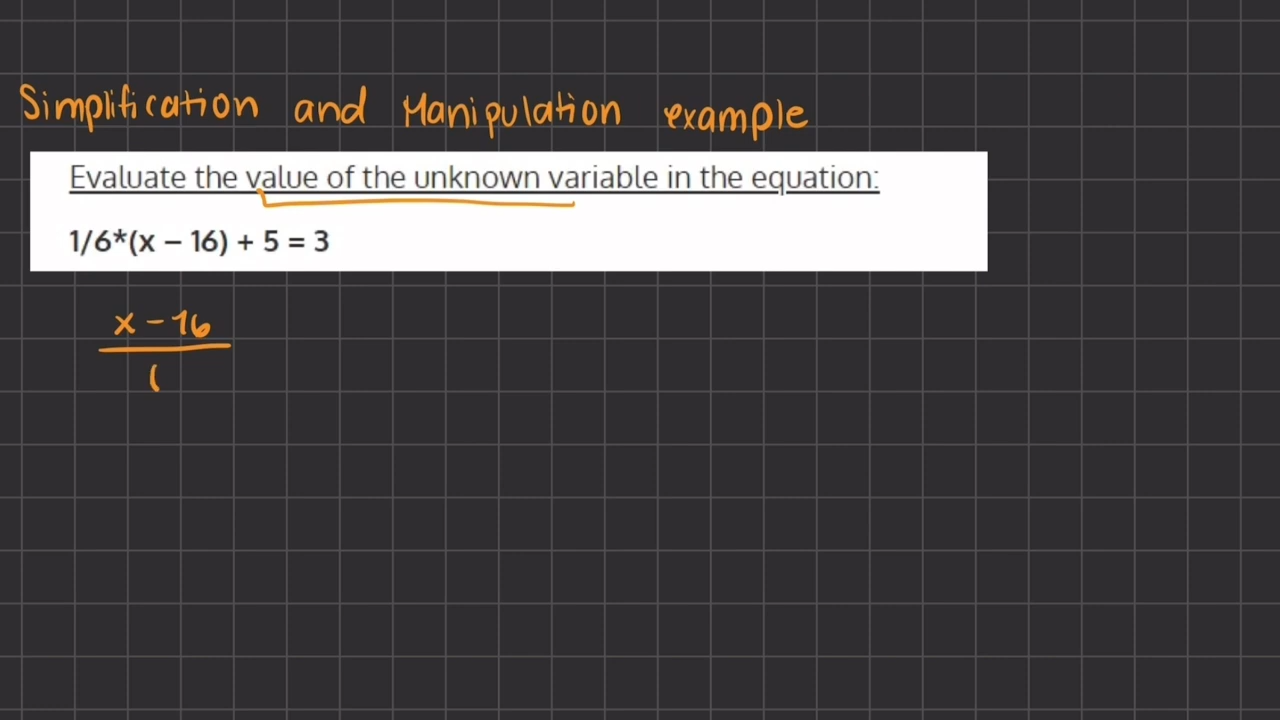 Simplification and Manipulation example
Evaluate the value of the unknown variable in the equation:
1/6*(x – 16) + 5 = 3
x - 16